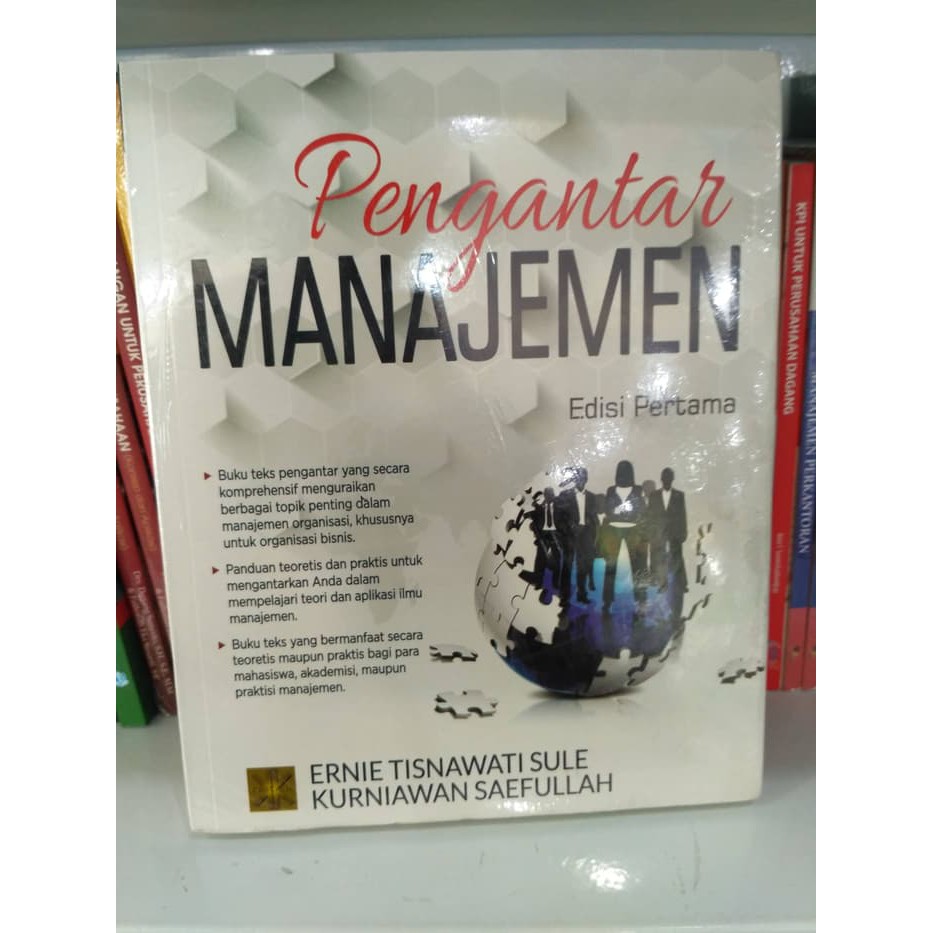 Pengantar
MANAJEMEN
Edisi Pertama
Buku teks pengantar yang secara
komprehensif menguraikan
berbagai topik penting dalam
manajemen organisasi, khususnya
untuk organisasi bisnis.
Panduan teoretis dan praktis untuk
mengantarkan Anda dalam
mempelajari teori dan aplikasi ilmu
manajemen.
Buku teks yang bermanfaat secara
teoretis maupun praktis bagi para
mahasiswa, akademisi, maupun
praktisi manajemen.
ERNIE TISNAWATI SULE
KURNIAWAN SAEFULLAH
UNTUK
KPI UNTUK PERUSAHAAN DAGANG
MANAJEMEN PERKANTORAN